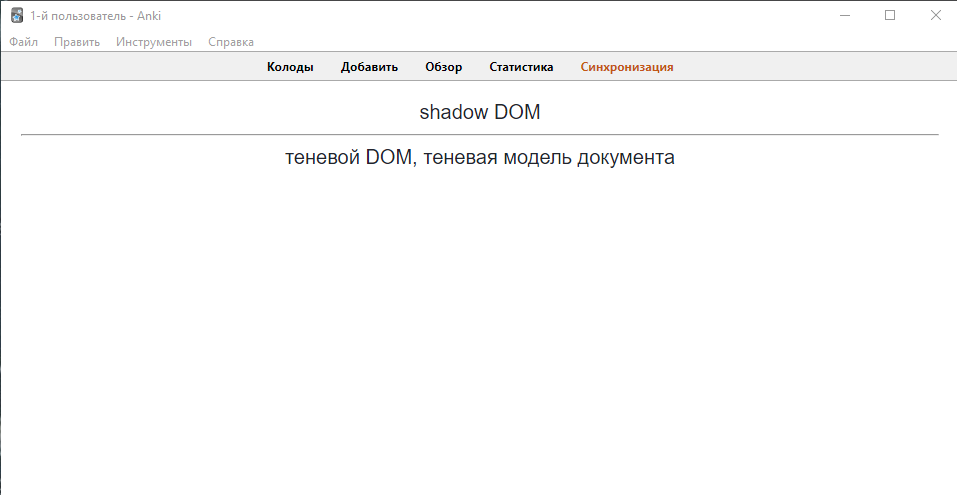 1-й пользователь - Anki
Файл Править Инструменты Справка
Колоды Добавить Обзор Статистика Синхронизация
shadow DOM
теневой DOM, теневая модель документа